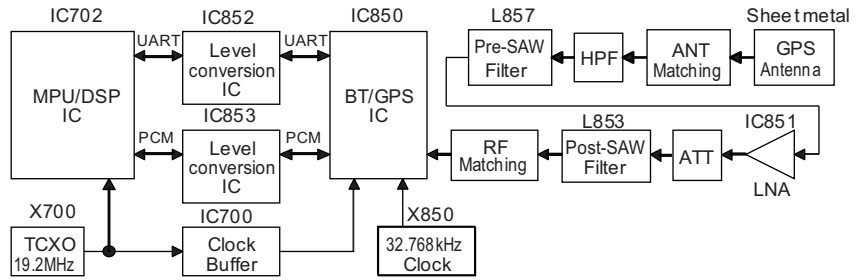 IC702
IC852
IC850
L857
Sheet metal
MPU/DSP
IC
UART
Level
conversion
IC
UART
BT/GPS
IC
Pre-SAW
Filter
HPF
ANT
Matching
GPS
Antenna
IC853
PCM
Level
conversion
IC
PCM
RF
Matching
L853
Post-SAW
Filter
ATT
IC851
LNA
X700
TCXO
19.2MHz
IC700
Clock
Buffer
X850
32.768kHz
Clock